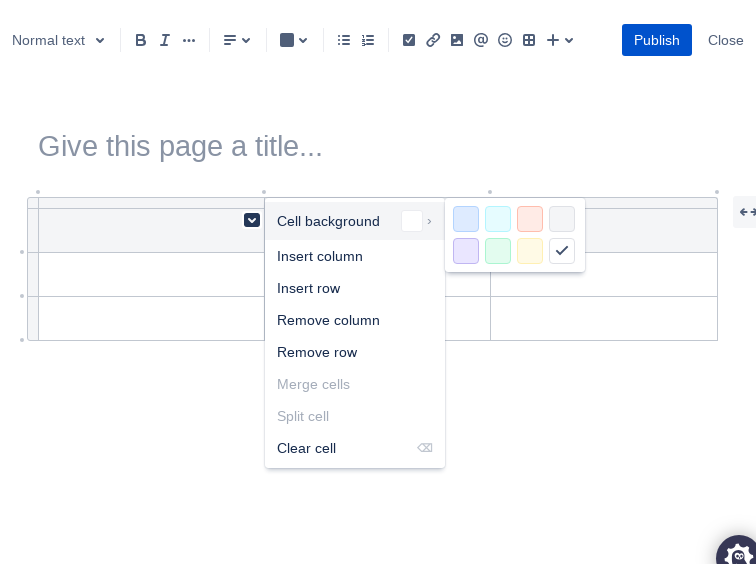 Normal text
Publish
Close
Give this page a title...
Cell background
Insert column
Insert row
Remove column
Remove row
Merge cells
Split cell
Clear cell ⌫